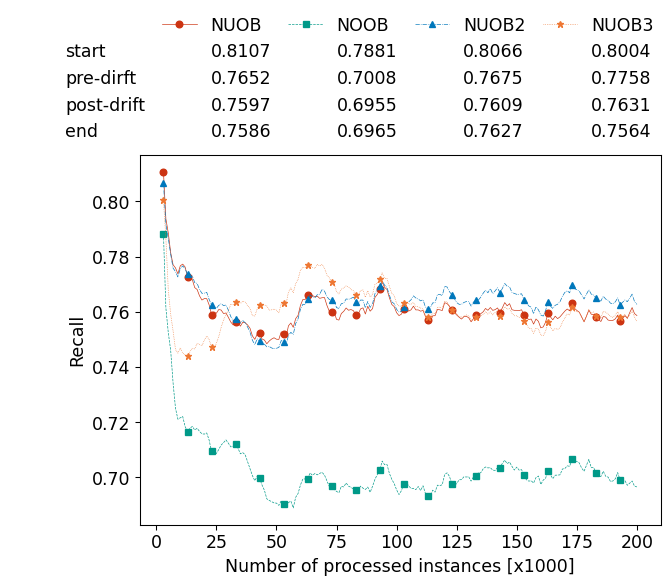 NUOB NOOB NUOB2 NUOB3
start 0.8107 0.7881 0.8066 0.8004
pre-dirft 0.7652 0.7008 0.7675 0.7758
post-drift 0.7597 0.6955 0.7609 0.7631
end 0.7586 0.6965 0.7627 0.7564
0.80
0.78
0.76
0.74
0.72
0.70
Recall
0 25 50 75 100 125 150 175 200
Number of processed instances [x1000]